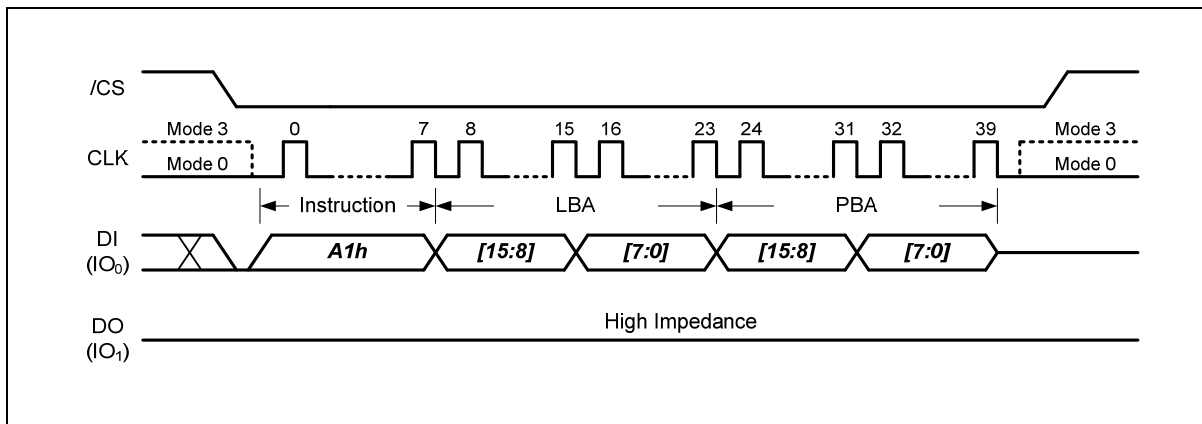 /CS
Mode 3 0 7 8 15 16 23 24 31 32 39 Mode 3
CLK Mode 0 Mode 0
Instruction LBA PBA
DI
(IO₀)
A1h [15:8] [7:0] [15:8] [7:0]
High Impedance
DO
(IO₁)